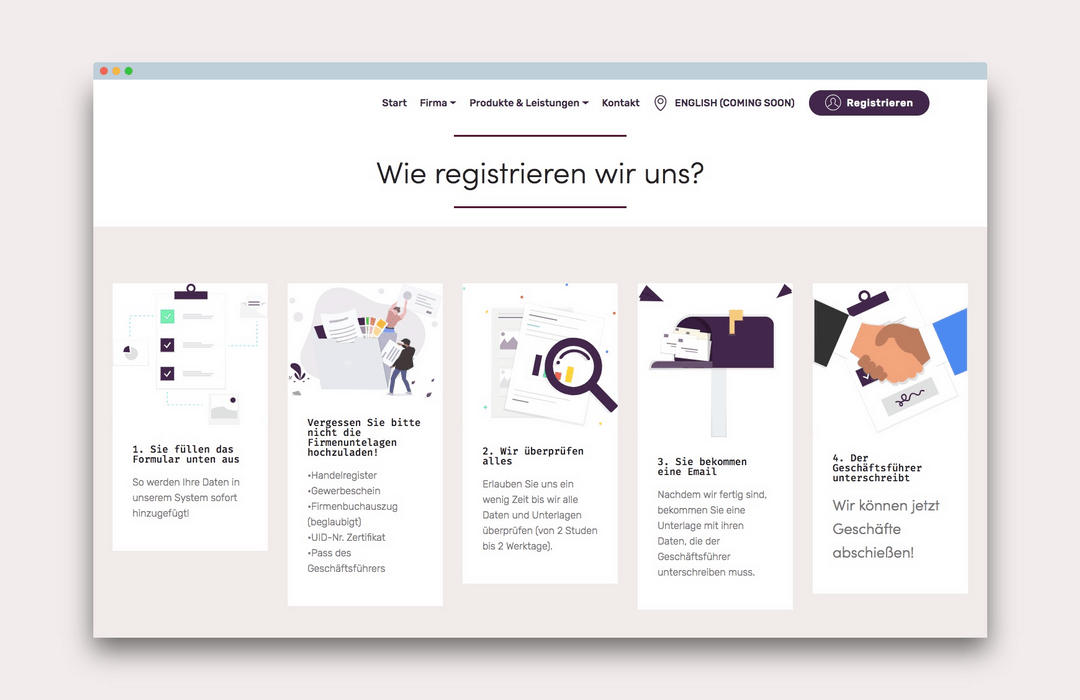 Start Firma Produkte & Leistungen Kontakt ENGLISH (COMING SOON) Registrieren
Wie registrieren wir uns?
1. Sie füllen das
Formular unten aus
So werden Ihre Daten in
unserem System sofort
hinzugefügt!
Vergessen Sie bitte
nicht die
Firmenuntelagen
hochzuladen!
•Handelregister
•Gewerbeschein
•Firmenbuchauszug
(beglaubigt)
•UID-Nr. Zertifikat
•Pass des
Geschäftsführers
2. Wir überprüfen
alles
Erlauben Sie uns ein
wenig Zeit bis wir alle
Daten und Unterlagen
überprüfen (von 2 Studen
bis 2 Werktage).
3. Sie bekommen
eine Email
Nachdem wir fertig sind,
bekommen Sie eine
Unterlage mit ihren
Daten, die der
Geschäftsführer
unterschreiben muss.
4. Der
Geschäftsführer
unterschreibt
Wir können jetzt
Geschäfte
abschießen!